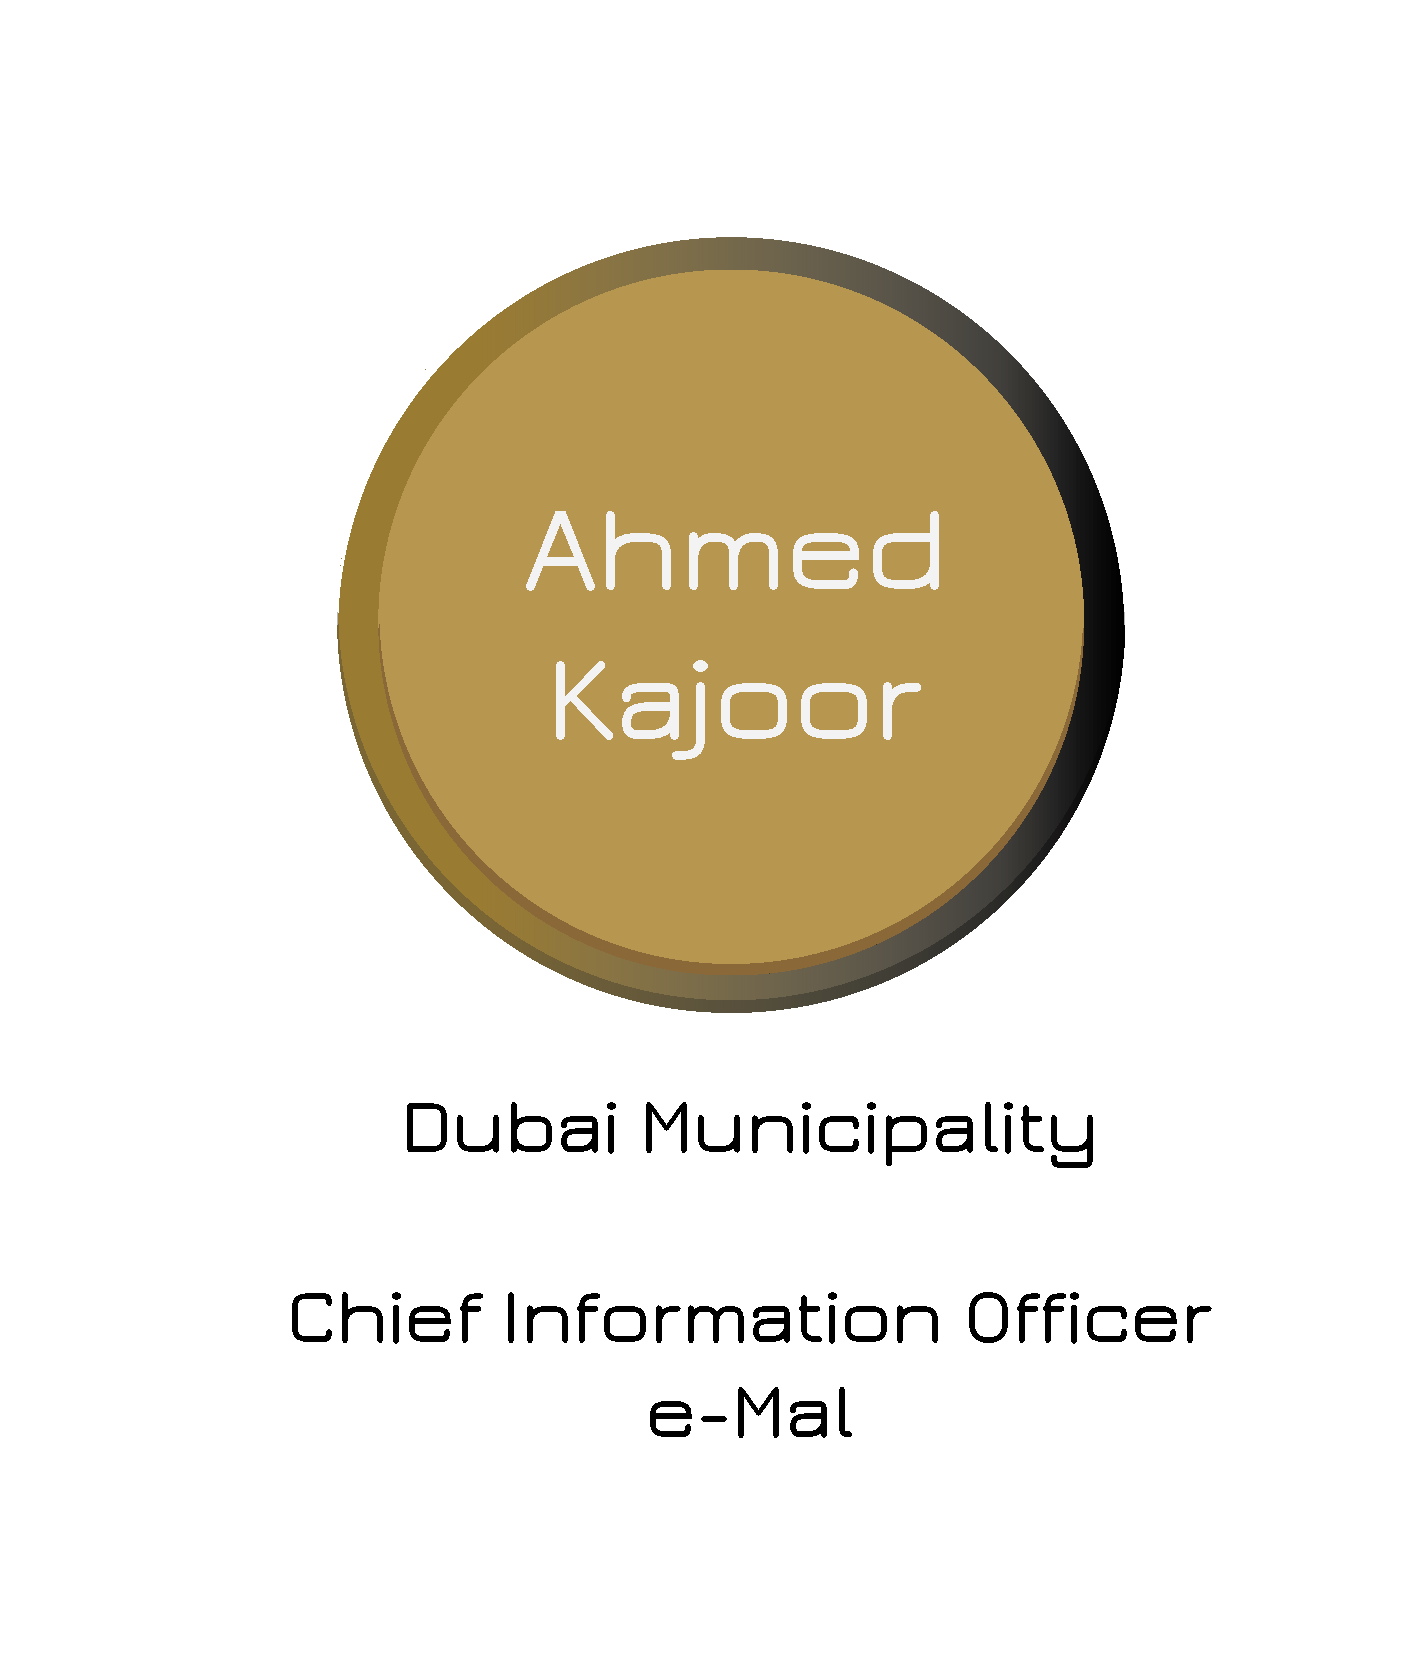 Ahmed
Kajoor
Dubai Municipality
Chief Information Officer
e-Mal